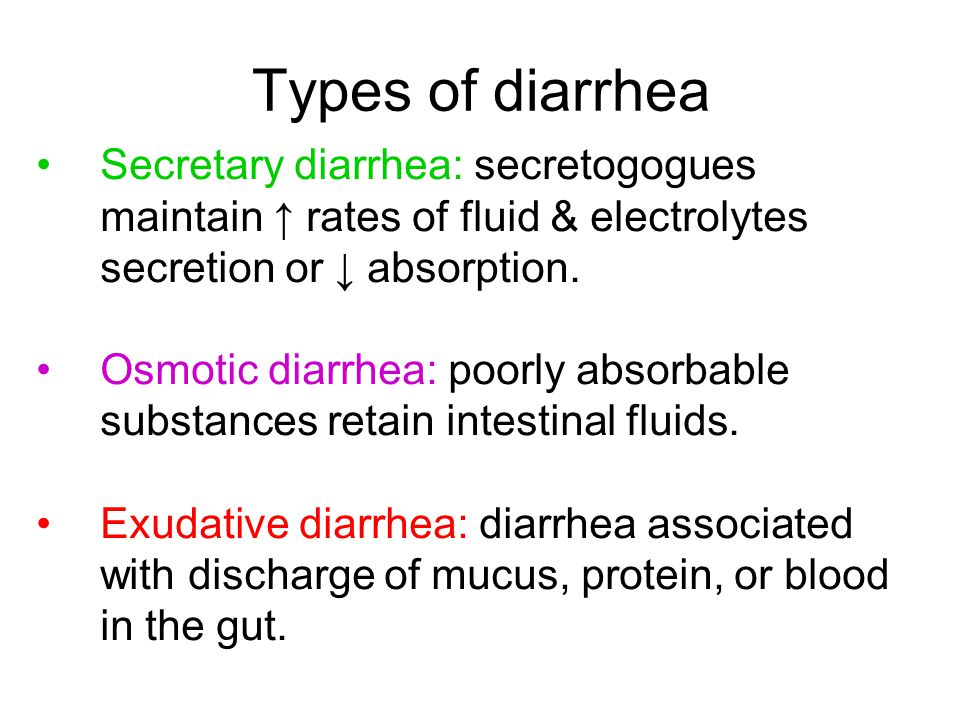 Types of diarrhea
• Secretary diarrhea: secretogogues
maintain ↑ rates of fluid & electrolytes
secretion or ↓ absorption.
• Osmotic diarrhea: poorly absorbable
substances retain intestinal fluids.
• Exudative diarrhea: diarrhea associated
with discharge of mucus, protein, or blood
in the gut.